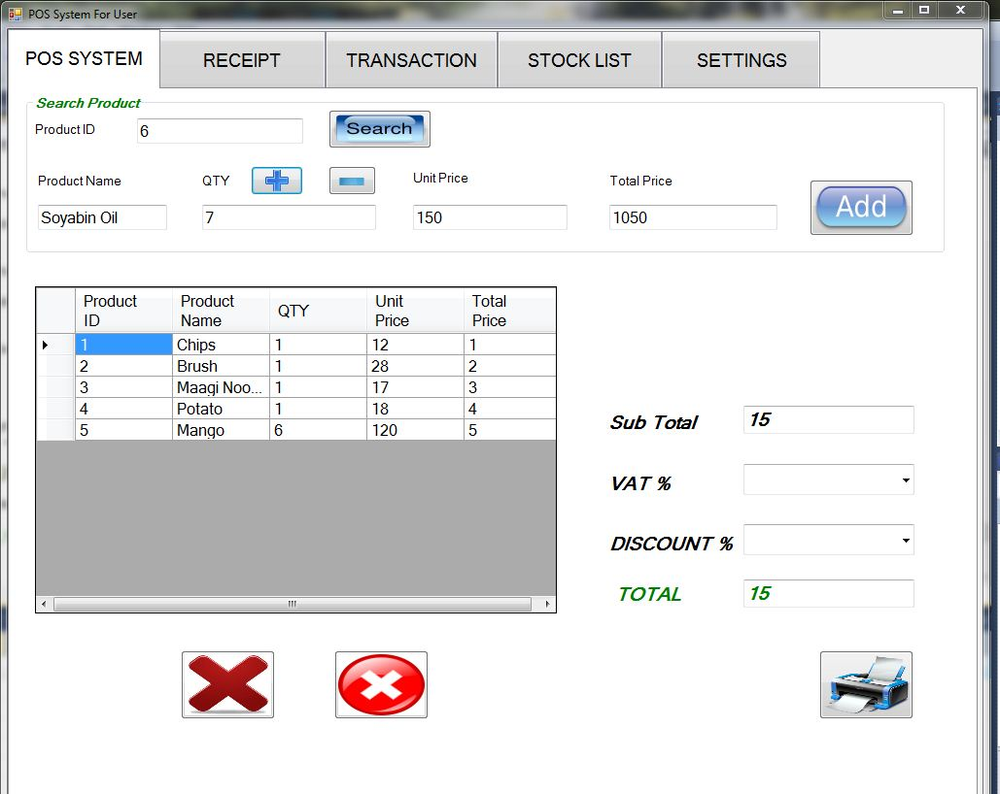 POS System For User
POS SYSTEM RECEIPT TRANSACTION STOCK LIST SETTINGS
Search Product
Product ID 6 Search
Product Name QTY Unit Price Total Price
Soyabin Oil 7 150 1050 Add
Product ID Product Name QTY Unit Price Total Price
1 Chips 1 12 1
2 Brush 1 28 2
3 Maagi Noo... 1 17 3
4 Potato 1 18 4
5 Mango 6 120 5
Sub Total 15
VAT %
DISCOUNT %
TOTAL 15